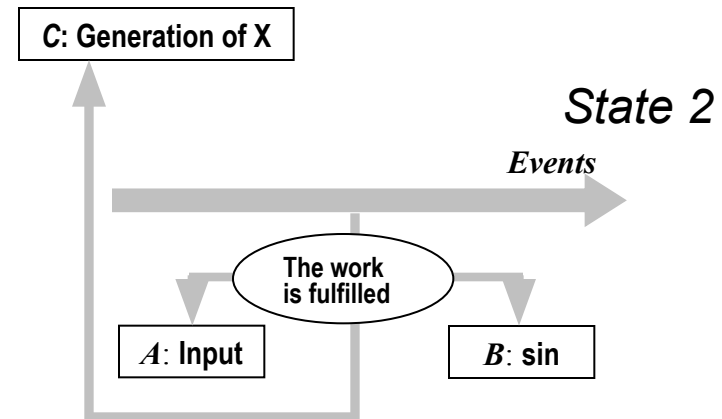 C: Generation of X
State 2
Events
The work
is fulfilled
A: Input
B: sin